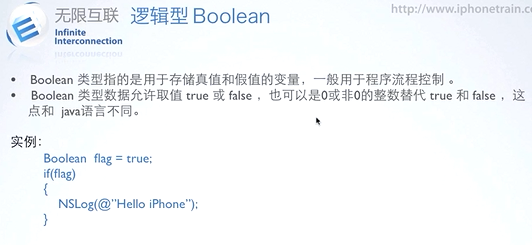 http://www.iphonetrain.c
无限互联 逻辑型 Boolean
Infinite
Interconnection
• Boolean 类型指的是用于存储真值和假值的变量，一般用于程序流程控制 。
• Boolean 类型数据允许取值 true 或 false ，也可以是0或非0的整数替代 true 和 false ，这
点和 java语言不同。
实例：
Boolean flag = true;
if(flag)
{
NSLog(@"Hello iPhone");
}